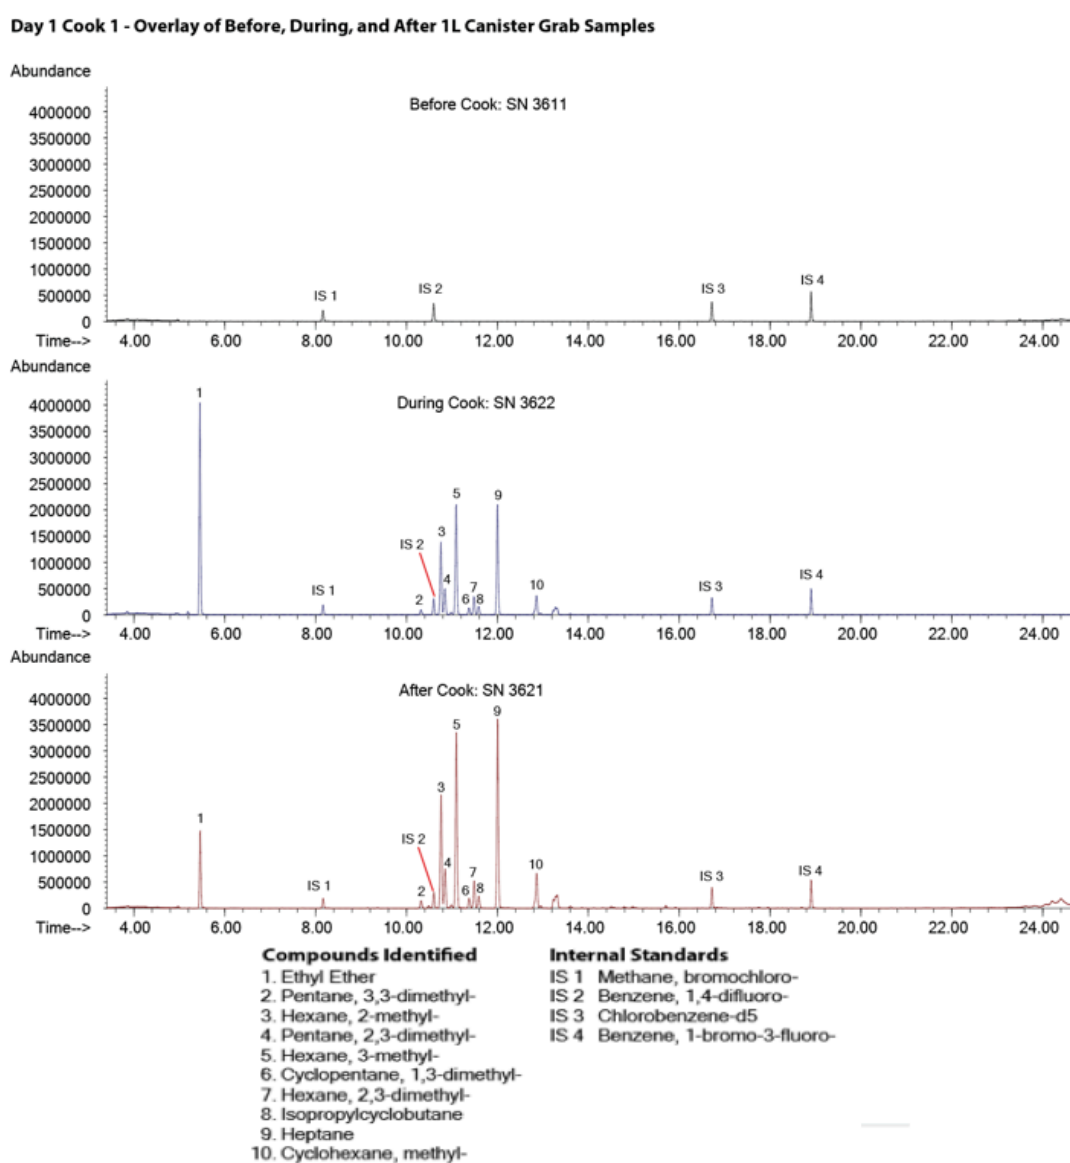 Day 1 Cook 1 - Overlay of Before, During, and After 1L Canister Grab Samples
Abundance
Before Cook: SN 3611
4000000
3500000
3000000
2500000
2000000
1500000
1000000
500000
0
IS 1
IS 2
IS 3
IS 4
Time-->
4.00 6.00 8.00 10.00 12.00 14.00 16.00 18.00 20.00 22.00 24.00
Abundance
During Cook: SN 3622
4000000
3500000
3000000
2500000
2000000
1500000
1000000
500000
0
1
IS 1
IS 2
2
3
4
5
6
7
8
9
10
IS 3
IS 4
Time-->
4.00 6.00 8.00 10.00 12.00 14.00 16.00 18.00 20.00 22.00 24.00
Abundance
After Cook: SN 3621
4000000
3500000
3000000
2500000
2000000
1500000
1000000
500000
0
1
IS 1
IS 2
2
3
4
5
6
7
8
9
10
IS 3
IS 4
Time-->
4.00 6.00 8.00 10.00 12.00 14.00 16.00 18.00 20.00 22.00 24.00
Compounds Identified
1. Ethyl Ether
2. Pentane, 3,3-dimethyl-
3. Hexane, 2-methyl-
4. Pentane, 2,3-dimethyl-
5. Hexane, 3-methyl-
6. Cyclopentane, 1,3-dimethyl-
7. Hexane, 2,3-dimethyl-
8. Isopropylcyclobutane
9. Heptane
10. Cyclohexane, methyl-
Internal Standards
IS 1 Methane, bromochloro-
IS 2 Benzene, 1,4-difluoro-
IS 3 Chlorobenzene-d5
IS 4 Benzene, 1-bromo-3-fluoro-